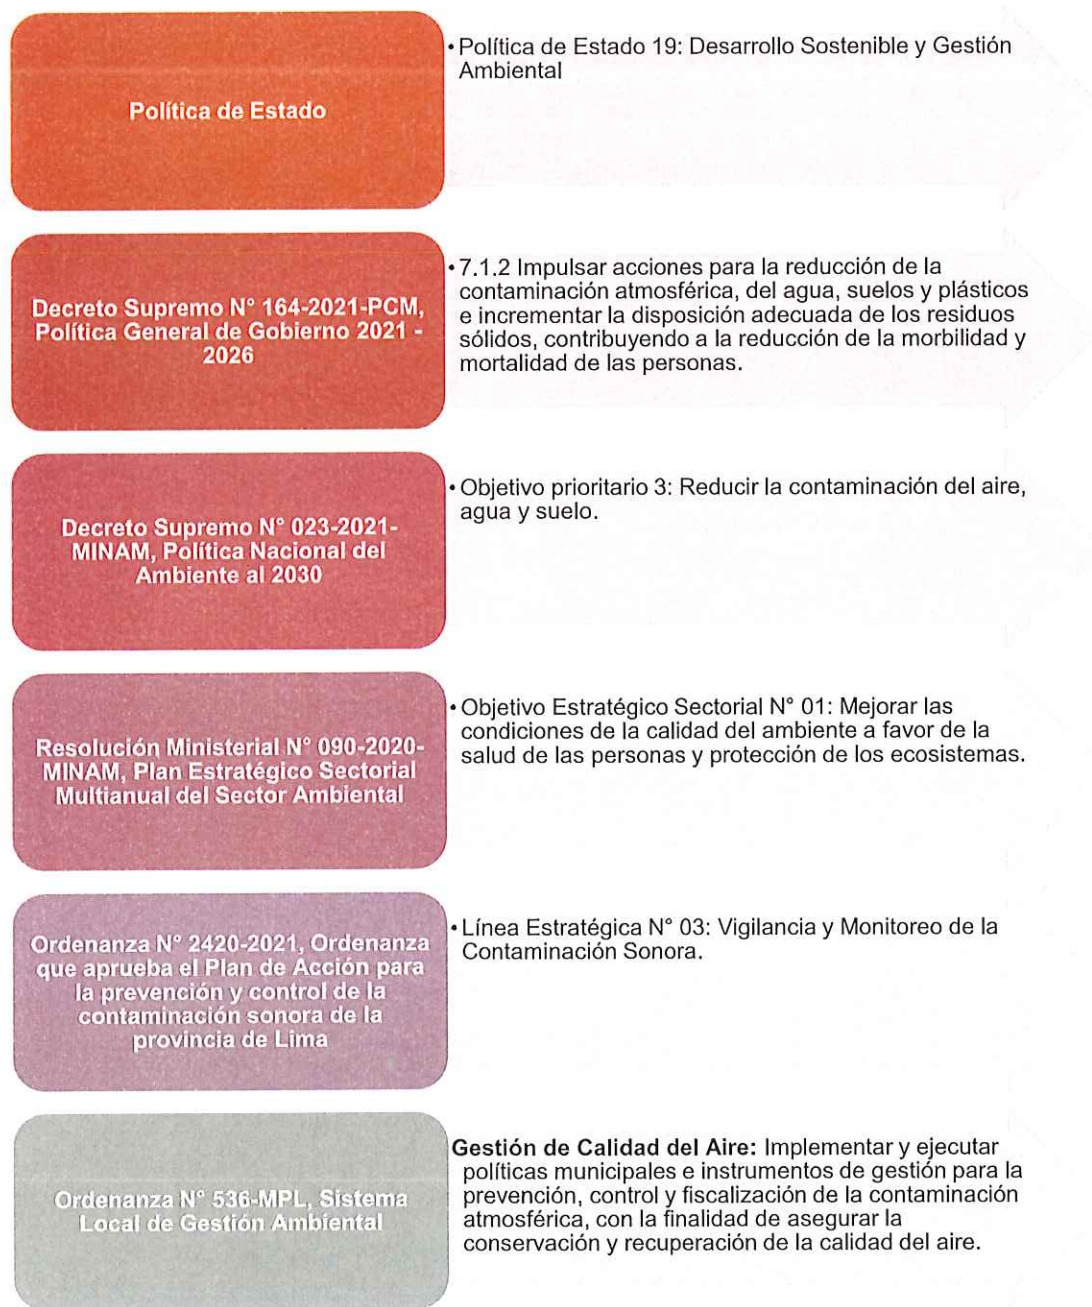 Política de Estado
• Política de Estado 19: Desarrollo Sostenible y Gestión
Ambiental
Decreto Supremo N° 164-2021-PCM,
Política General de Gobierno 2021 -
2026
• 7.1.2 Impulsar acciones para la reducción de la
contaminación atmosférica, del agua, suelos y plásticos
e incrementar la disposición adecuada de los residuos
sólidos, contribuyendo a la reducción de la morbilidad y
mortalidad de las personas.
Decreto Supremo N° 023-2021-
MINAM, Política Nacional del
Ambiente al 2030
• Objetivo prioritario 3: Reducir la contaminación del aire,
agua y suelo.
Resolución Ministerial N° 090-2020-
MINAM, Plan Estratégico Sectorial
Multianual del Sector Ambiental
• Objetivo Estratégico Sectorial N° 01: Mejorar las
condiciones de la calidad del ambiente a favor de la
salud de las personas y protección de los ecosistemas.
Ordenanza N° 2420-2021, Ordenanza
que aprueba el Plan de Acción para
la prevención y control de la
contaminación sonora de la
provincia de Lima
• Línea Estratégica N° 03: Vigilancia y Monitoreo de la
Contaminación Sonora.
Ordenanza N° 536-MPL, Sistema
Local de Gestión Ambiental
Gestión de Calidad del Aire: Implementar y ejecutar
políticas municipales e instrumentos de gestión para la
prevención, control y fiscalización de la contaminación
atmosférica, con la finalidad de asegurar la
conservación y recuperación de la calidad del aire.